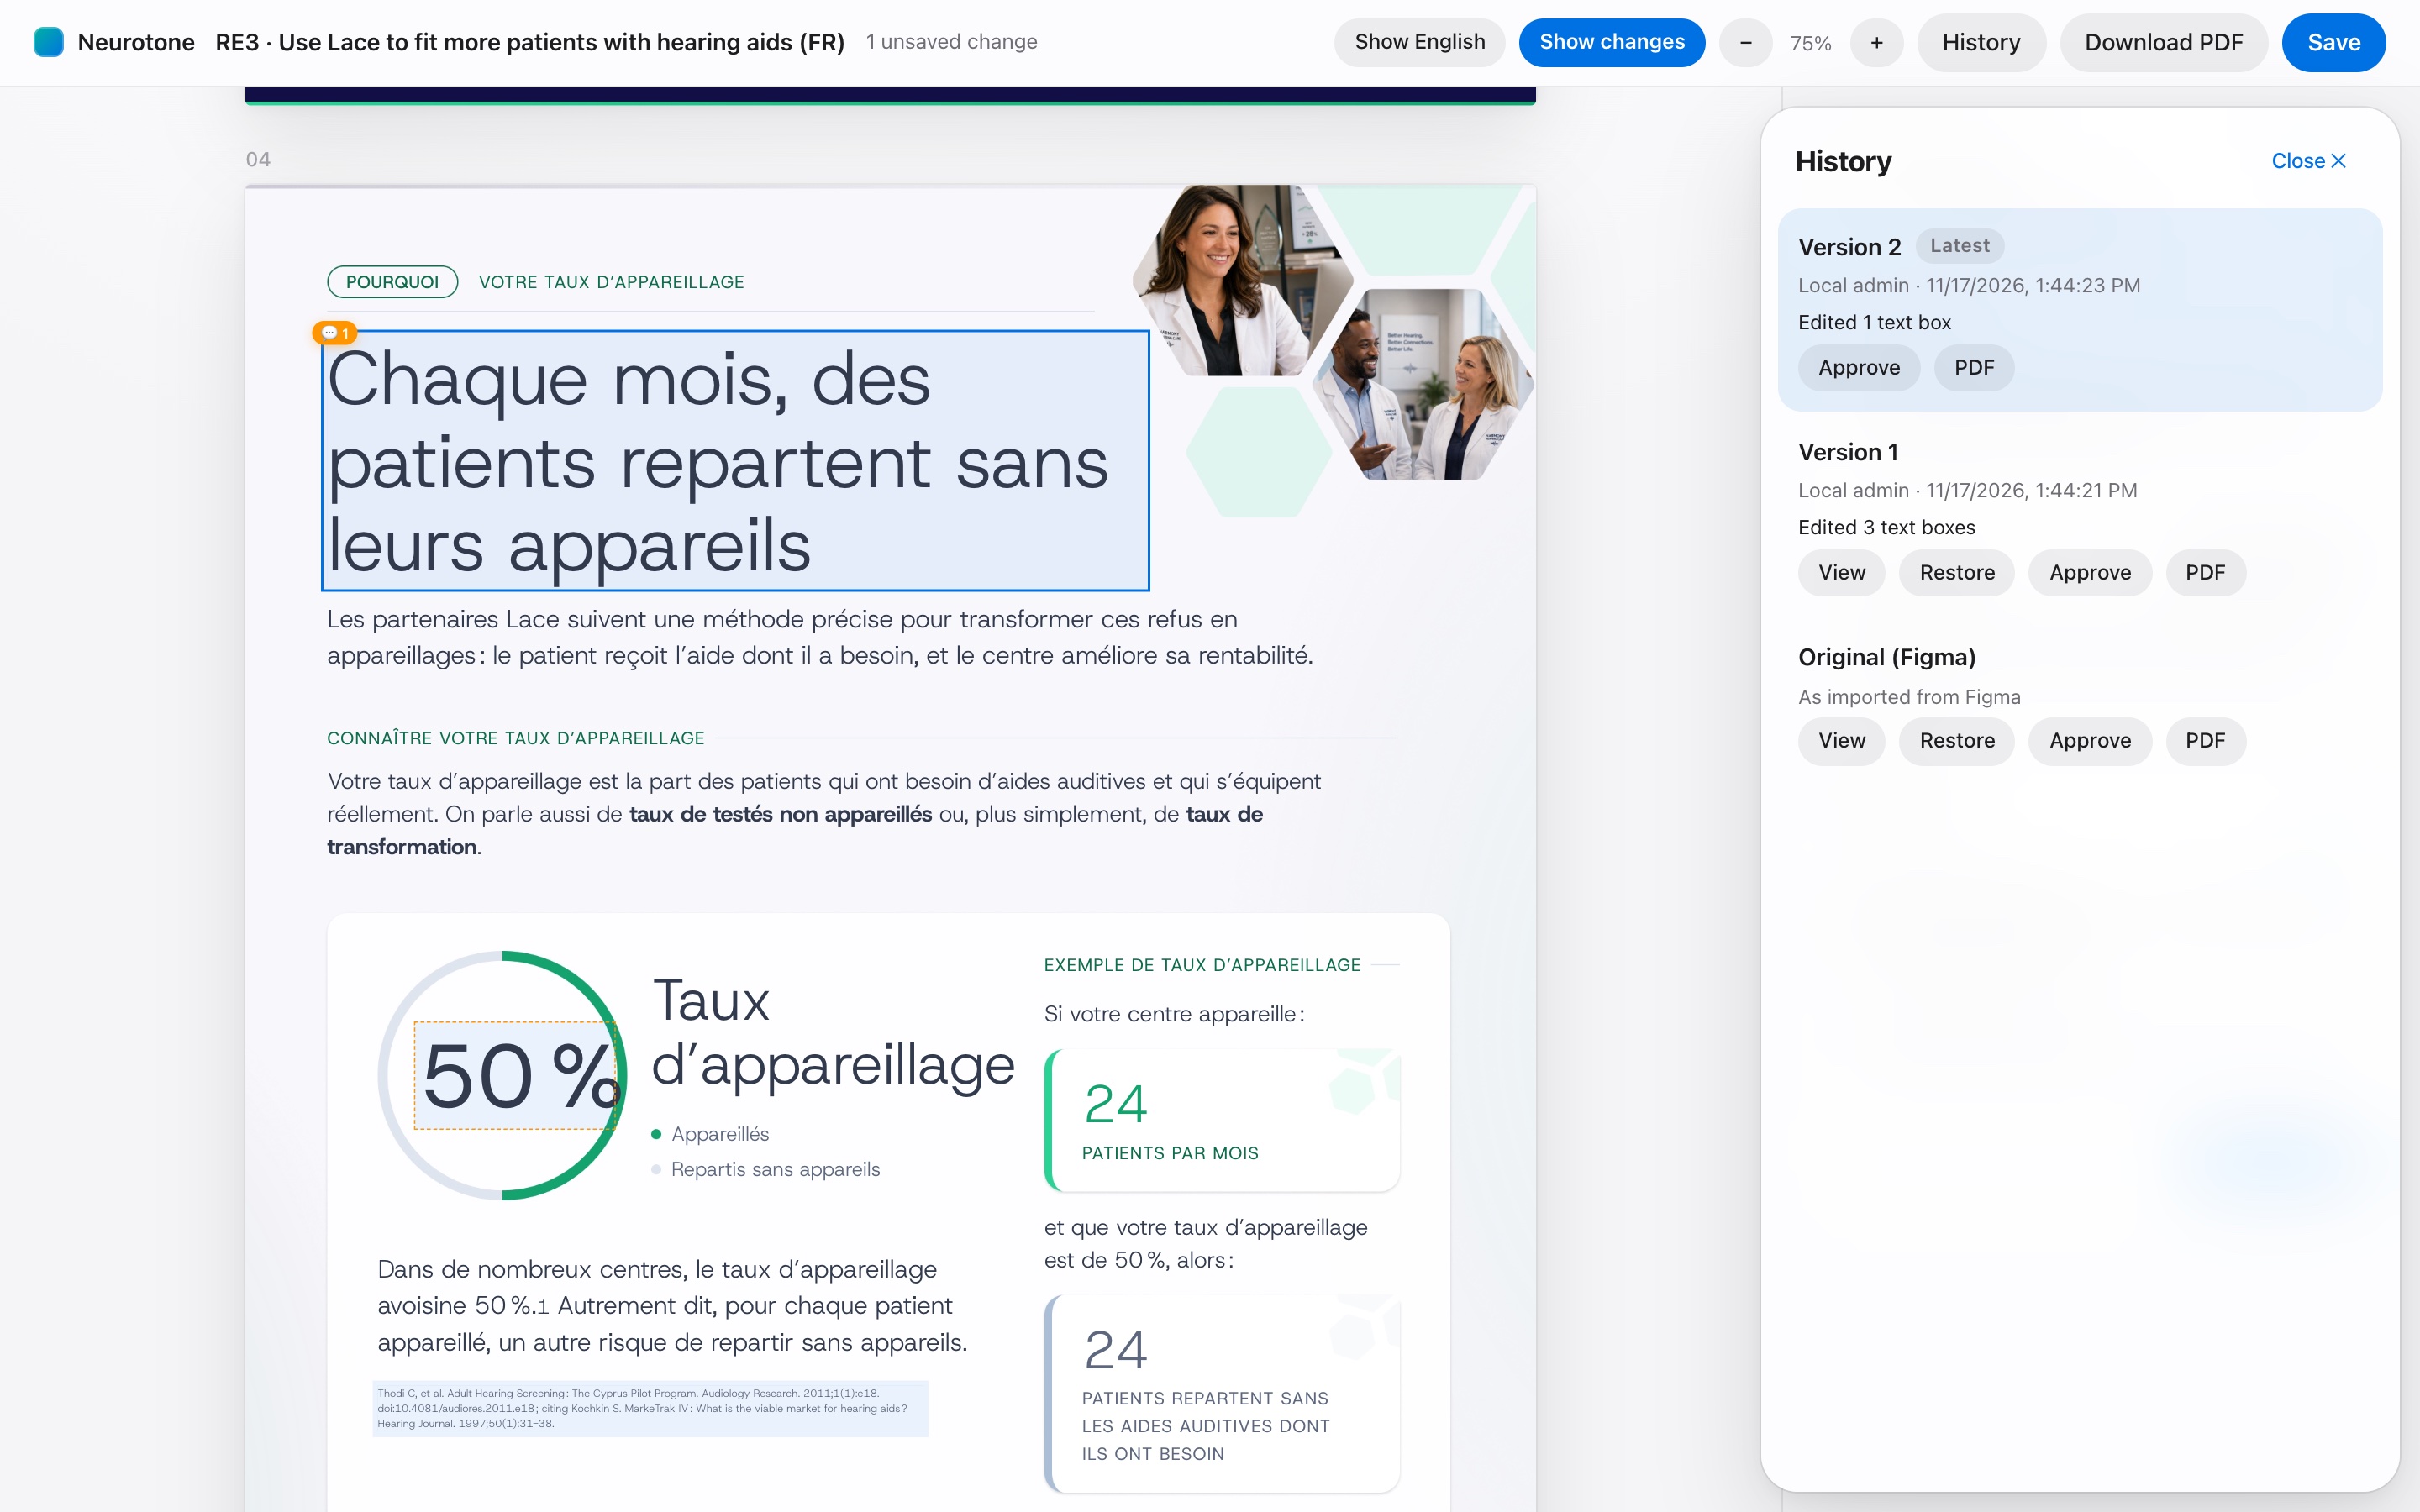 Neurotone RE3 · Use Lace to fit more patients with hearing aids (FR) 1 unsaved change Show English Show changes − 75% + History Download PDF Save
04
POURQUOI VOTRE TAUX D’APPAREILLAGE
1
Chaque mois, des
patients repartent sans
leurs appareils
Better Hearing.
Better Connections.
Better Life.
Les partenaires Lace suivent une méthode précise pour transformer ces refus en
appareillages : le patient reçoit l’aide dont il a besoin, et le centre améliore sa rentabilité.
CONNAÎTRE VOTRE TAUX D’APPAREILLAGE
Votre taux d’appareillage est la part des patients qui ont besoin d’aides auditives et qui s’équipent
réellement. On parle aussi de taux de testés non appareillés ou, plus simplement, de taux de
transformation.
50 %
Taux
d’appareillage
Appareillés
Repartis sans appareils
Dans de nombreux centres, le taux d’appareillage
avoisine 50 %.1 Autrement dit, pour chaque patient
appareillé, un autre risque de repartir sans appareils.
Thodi C, et al. Adult Hearing Screening : The Cyprus Pilot Program. Audiology Research. 2011;1(1):e18.
doi:10.4081/audiores.2011.e18 ; citing Kochkin S. MarkeTrak IV : What is the viable market for hearing aids ?
Hearing Journal. 1997;50(1):31–38.
EXEMPLE DE TAUX D’APPAREILLAGE
Si votre centre appareille :
24
PATIENTS PAR MOIS
et que votre taux d’appareillage
est de 50 %, alors :
24
PATIENTS REPARTENT SANS
LES AIDES AUDITIVES DONT
ILS ONT BESOIN
History Close
Version 2 Latest
Local admin · 11/17/2026, 1:44:23 PM
Edited 1 text box
Approve PDF
Version 1
Local admin · 11/17/2026, 1:44:21 PM
Edited 3 text boxes
View Restore Approve PDF
Original (Figma)
As imported from Figma
View Restore Approve PDF